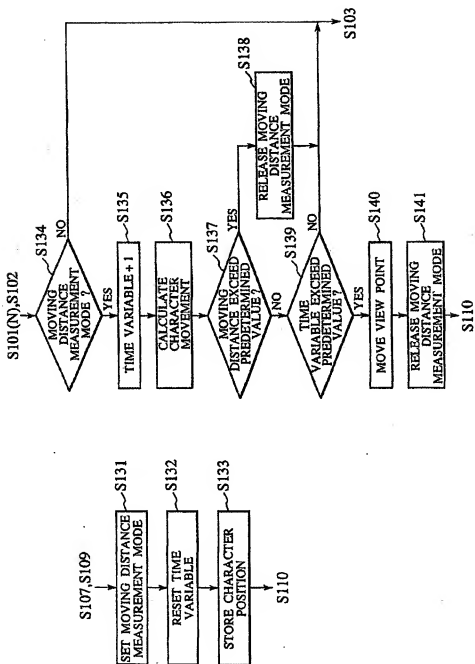 S107,S109
SET MOVING DISTANCE
MEASUREMENT MODE
S131
RESET TIME
VARIABLE
S132
STORE CHARACTER
POSITION
S133
S110
S101(N),S102
MOVING
DISTANCE
MEASUREMENT
MODE ?
S134
NO
YES
TIME VARIABLE + 1
S135
CALCULATE
CHARACTER
MOVEMENT
S136
MOVING
DISTANCE EXCEED
PREDETERMINED
VALUE ?
S137
YES
NO
RELEASE MOVING
DISTANCE
MEASUREMENT MODE
S138
TIME
VARIABLE EXCEED
PREDETERMINED
VALUE ?
S139
NO
YES
MOVE VIEW POINT
S140
RELEASE MOVING
DISTANCE
MEASUREMENT MODE
S141
S110
S103